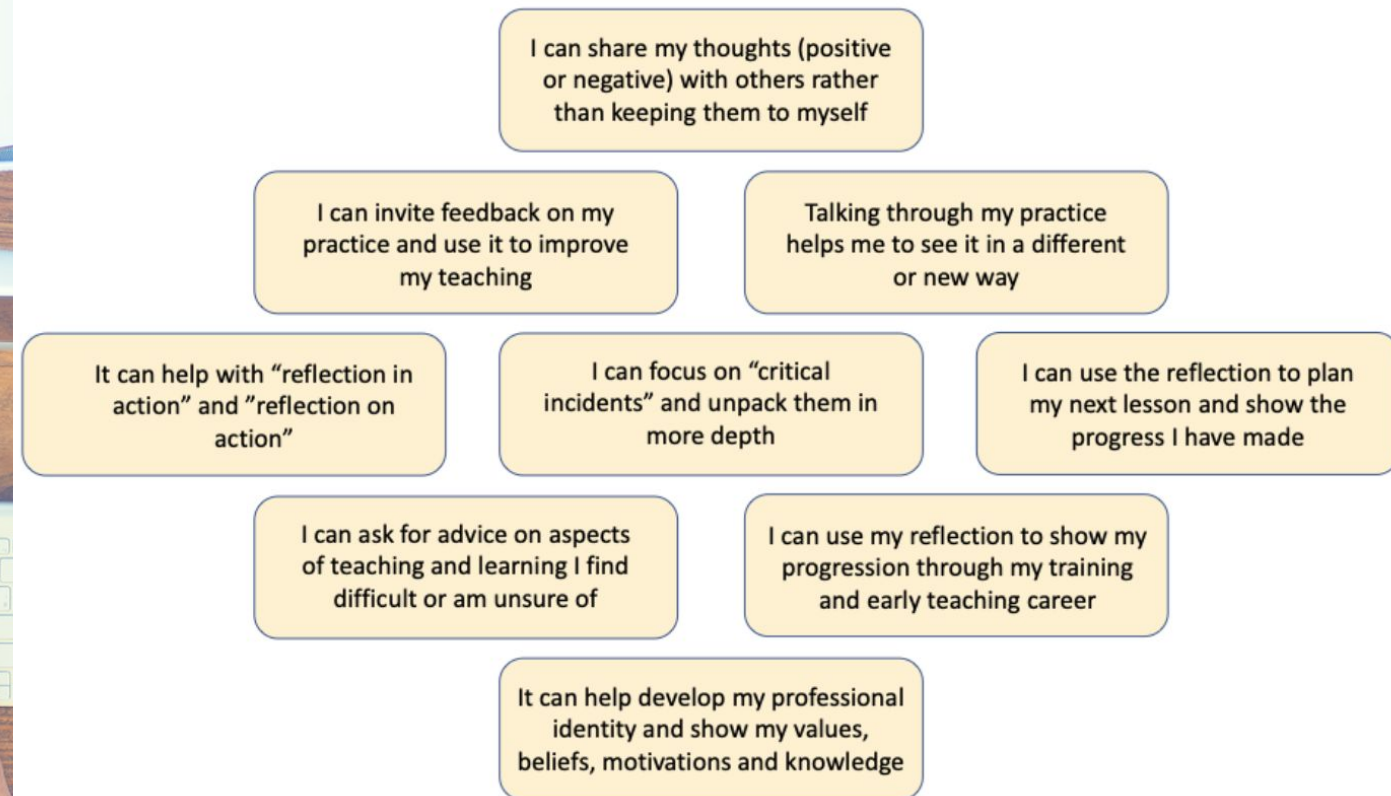 I can share my thoughts (positive
or negative) with others rather
than keeping them to myself
I can invite feedback on my
practice and use it to improve
my teaching
Talking through my practice
helps me to see it in a different
or new way
It can help with “reflection in
action” and ”reflection on
action”
I can focus on “critical
incidents” and unpack them in
more depth
I can use the reflection to plan
my next lesson and show the
progress I have made
I can ask for advice on aspects
of teaching and learning I find
difficult or am unsure of
I can use my reflection to show my
progression through my training
and early teaching career
It can help develop my professional
identity and show my values,
beliefs, motivations and knowledge